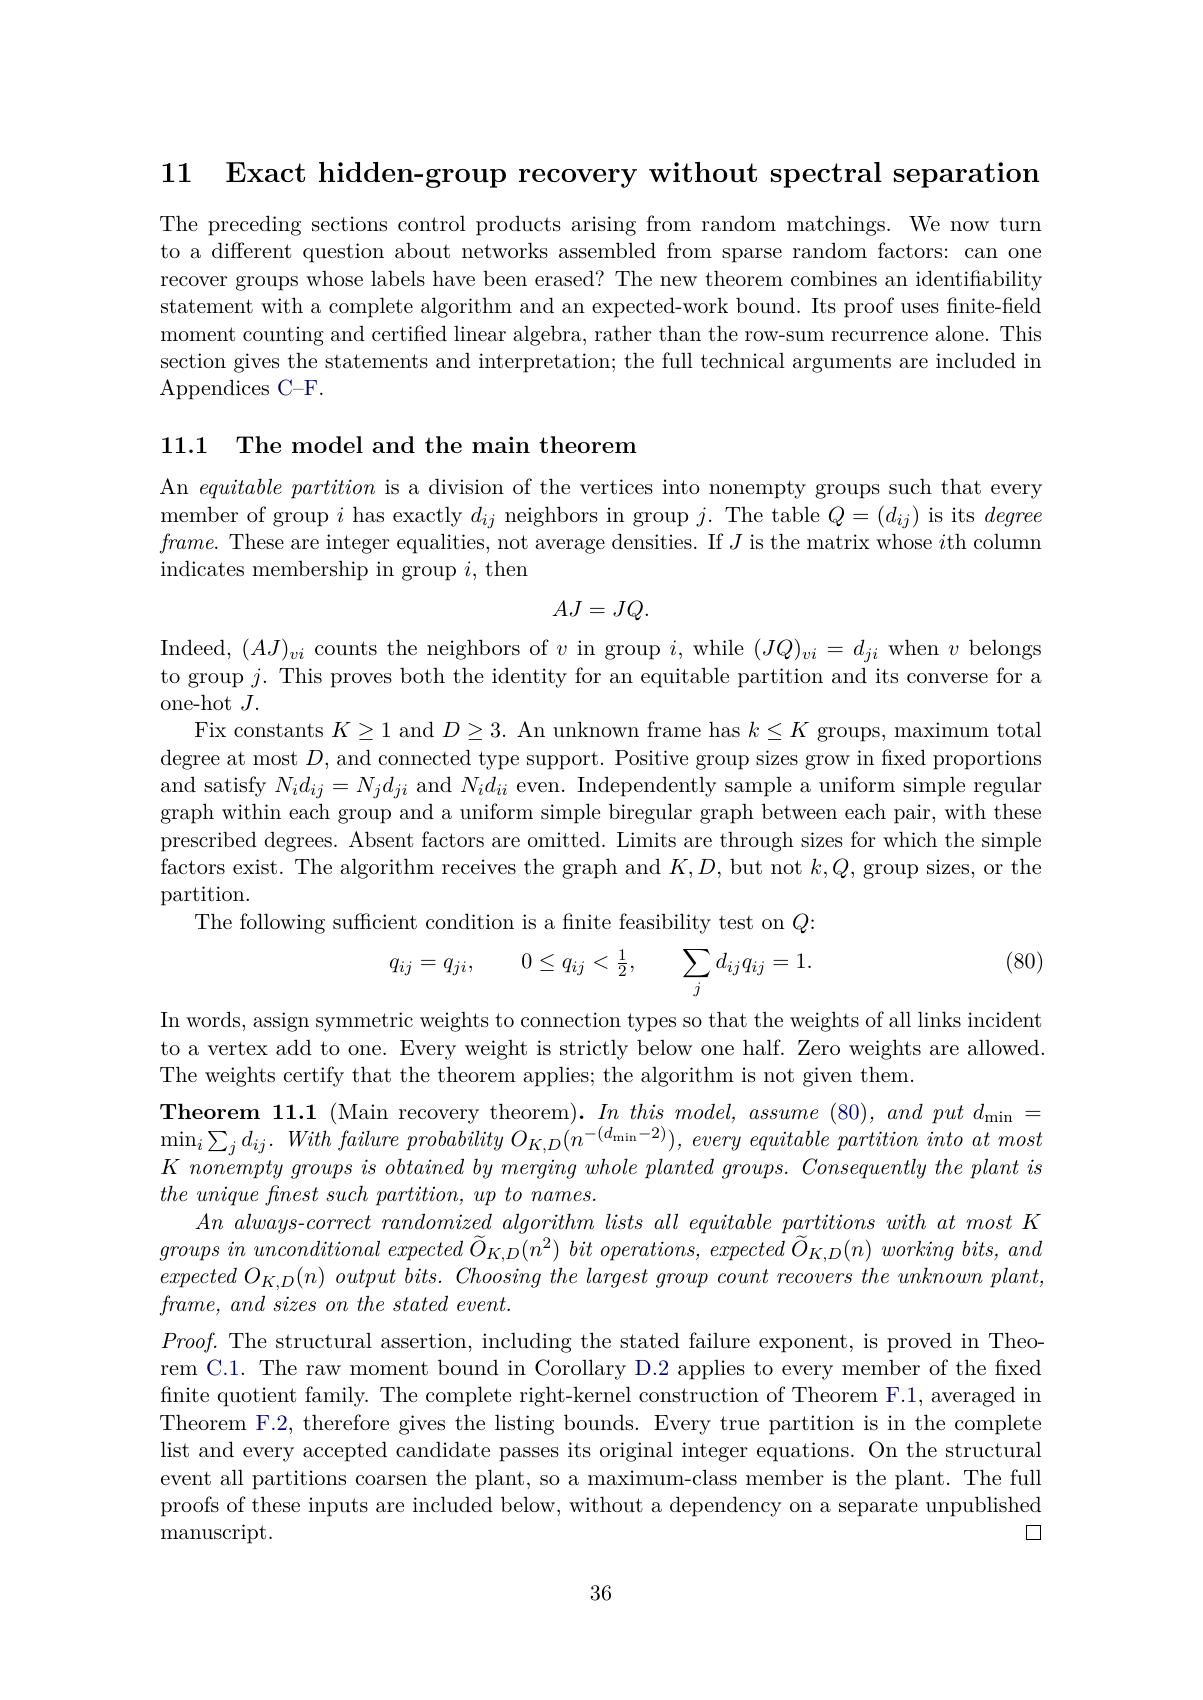 11 Exact hidden-group recovery without spectral separation
The preceding sections control products arising from random matchings. We now turn
to a different question about networks assembled from sparse random factors: can one
recover groups whose labels have been erased? The new theorem combines an identifiability
statement with a complete algorithm and an expected-work bound. Its proof uses finite-field
moment counting and certified linear algebra, rather than the row-sum recurrence alone. This
section gives the statements and interpretation; the full technical arguments are included in
Appendices C–F.
11.1 The model and the main theorem
An equitable partition is a division of the vertices into nonempty groups such that every
member of group i has exactly d_{ij} neighbors in group j. The table Q = (d_{ij}) is its degree
frame. These are integer equalities, not average densities. If J is the matrix whose ith column
indicates membership in group i, then
AJ = JQ.
Indeed, (AJ)_{vi} counts the neighbors of v in group i, while (JQ)_{vi} = d_{ji} when v belongs
to group j. This proves both the identity for an equitable partition and its converse for a
one-hot J.
Fix constants K ≥ 1 and D ≥ 3. An unknown frame has k ≤ K groups, maximum total
degree at most D, and connected type support. Positive group sizes grow in fixed proportions
and satisfy N_i d_{ij} = N_j d_{ji} and N_i d_{ii} even. Independently sample a uniform simple regular
graph within each group and a uniform simple biregular graph between each pair, with these
prescribed degrees. Absent factors are omitted. Limits are through sizes for which the simple
factors exist. The algorithm receives the graph and K, D, but not k, Q, group sizes, or the
partition.
The following sufficient condition is a finite feasibility test on Q:
q_{ij} = q_{ji}, 0 ≤ q_{ij} < 1/2, ∑_j d_{ij} q_{ij} = 1. (80)
In words, assign symmetric weights to connection types so that the weights of all links incident
to a vertex add to one. Every weight is strictly below one half. Zero weights are allowed.
The weights certify that the theorem applies; the algorithm is not given them.
Theorem 11.1 (Main recovery theorem). In this model, assume (80), and put d_{min} =
min_i ∑_j d_{ij}. With failure probability O_{K,D}(n^{-(d_{min}-2)}), every equitable partition into at most
K nonempty groups is obtained by merging whole planted groups. Consequently the plant is
the unique finest such partition, up to names.
An always-correct randomized algorithm lists all equitable partitions with at most K
groups in unconditional expected Õ_{K,D}(n^2) bit operations, expected Õ_{K,D}(n) working bits, and
expected O_{K,D}(n) output bits. Choosing the largest group count recovers the unknown plant,
frame, and sizes on the stated event.
Proof. The structural assertion, including the stated failure exponent, is proved in Theo-
rem C.1. The raw moment bound in Corollary D.2 applies to every member of the fixed
finite quotient family. The complete right-kernel construction of Theorem F.1, averaged in
Theorem F.2, therefore gives the listing bounds. Every true partition is in the complete
list and every accepted candidate passes its original integer equations. On the structural
event all partitions coarsen the plant, so a maximum-class member is the plant. The full
proofs of these inputs are included below, without a dependency on a separate unpublished
manuscript. □
36